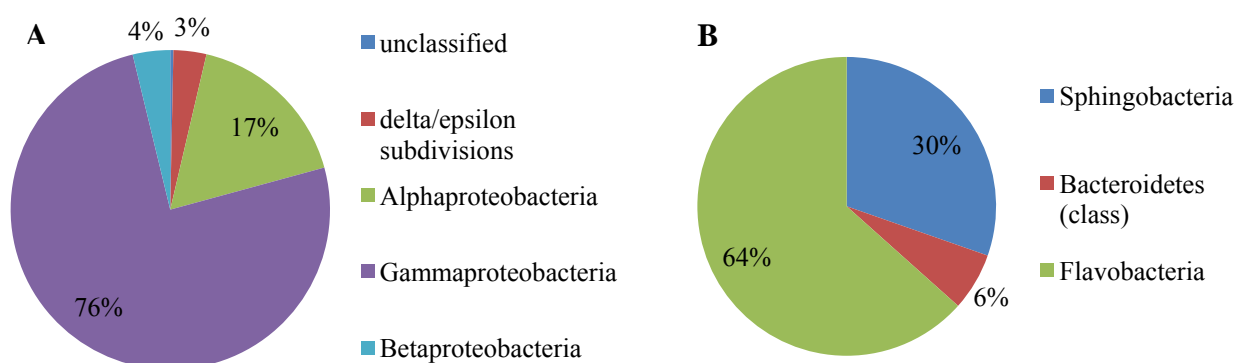 A
4%
3%
17%
76%
unclassified
delta/epsilon
subdivisions
Alphaproteobacteria
Gammaproteobacteria
Betaproteobacteria
B
30%
64%
6%
Sphingobacteria
Bacteroidetes
(class)
Flavobacteria